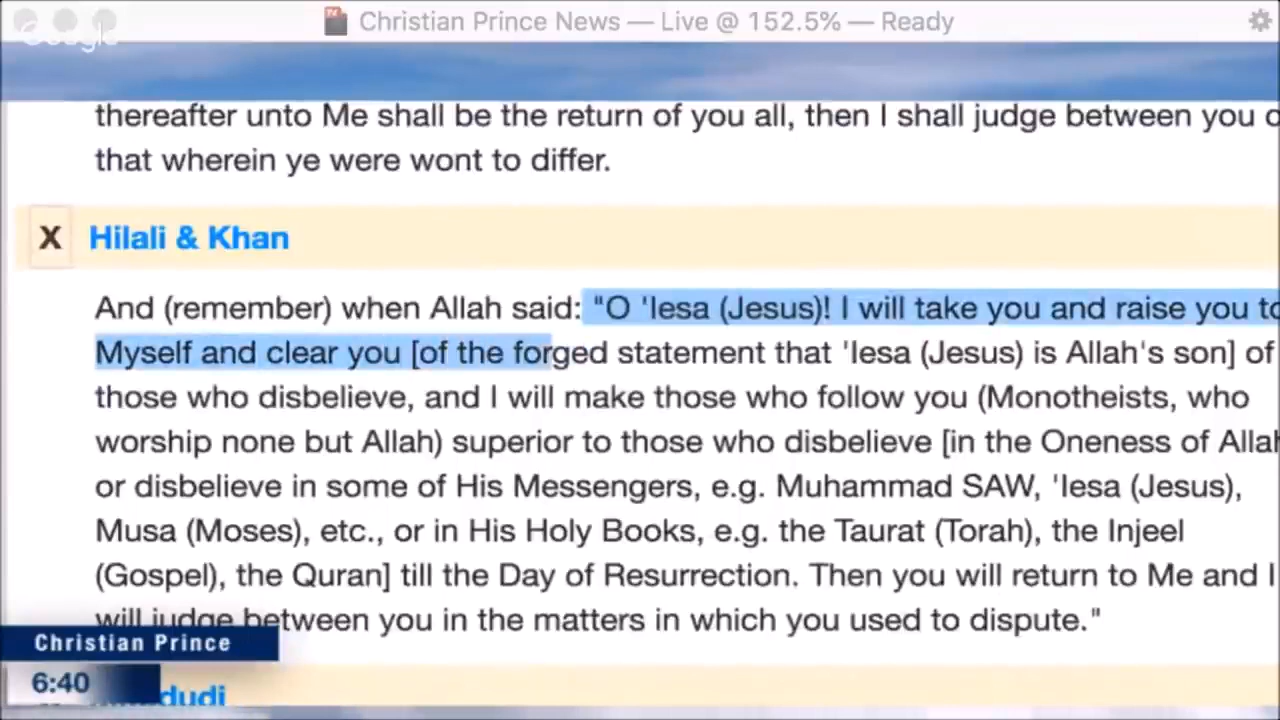 Christian Prince News — Live @ 152.5% — Ready
Google
thereafter unto Me shall be the return of you all, then I shall judge between you
that wherein ye were wont to differ.
X Hilali & Khan
And (remember) when Allah said: "O 'Iesa (Jesus)! I will take you and raise you to
Myself and clear you [of the forged statement that 'Iesa (Jesus) is Allah's son] of
those who disbelieve, and I will make those who follow you (Monotheists, who
worship none but Allah) superior to those who disbelieve [in the Oneness of Allah
or disbelieve in some of His Messengers, e.g. Muhammad SAW, 'Iesa (Jesus),
Musa (Moses), etc., or in His Holy Books, e.g. the Taurat (Torah), the Injeel
(Gospel), the Quran] till the Day of Resurrection. Then you will return to Me and I
will judge between you in the matters in which you used to dispute."
Christian Prince
6:40
dudi